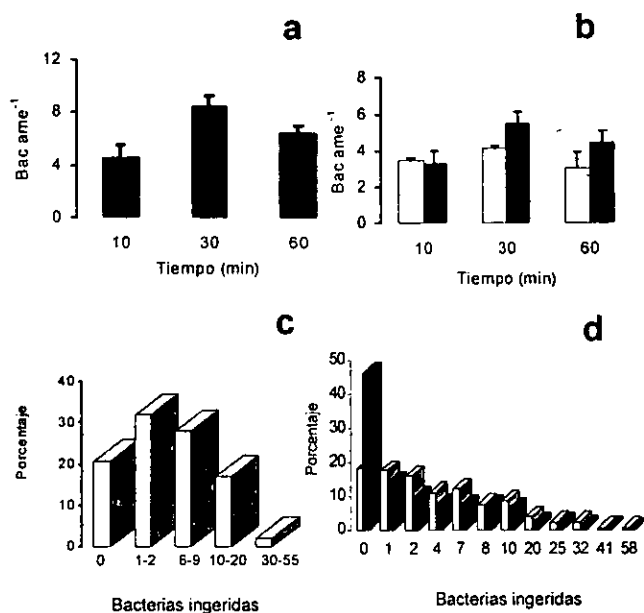 a
12
8
4
0
Bac ame⁻¹
10 30 60
Tiempo (min)
b
8
6
4
2
0
Bac ame⁻¹
10 30 60
Tiempo (min)
c
40
30
20
10
0
Porcentaje
0 1-2 6-9 10-20 30-55
Bacterias ingeridas
d
50
40
30
20
10
0
Porcentaje
0 1 2 4 7 8 10 20 25 32 41 58
Bacterias ingeridas